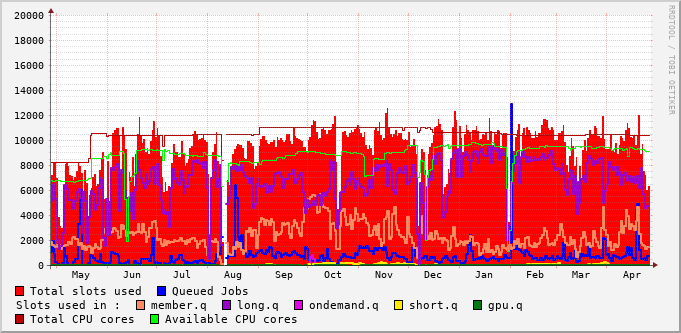 20000
18000
16000
14000
12000
10000
8000
6000
4000
2000
0
May Jun Jul Aug Sep Oct Nov Dec Jan Feb Mar Apr
Total slots used Queued Jobs
Slots used in : member.q long.q ondemand.q short.q gpu.q
Total CPU cores Available CPU cores
RRDTOOL / TOBI OETIKER